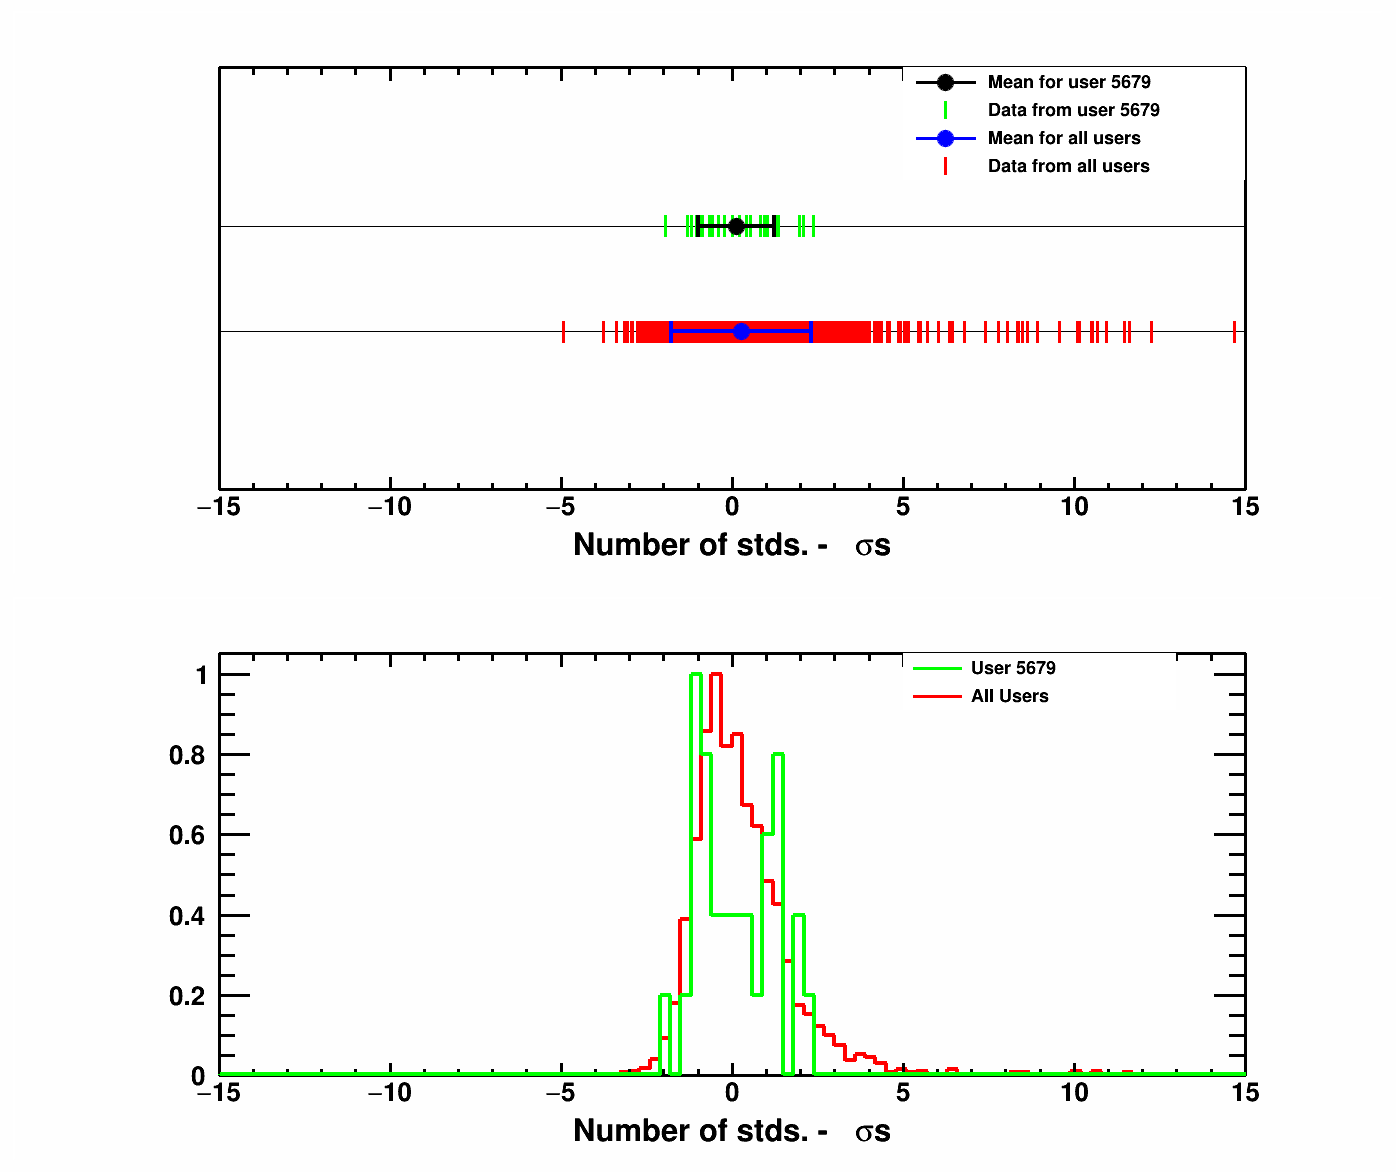 Mean for user 5679
Data from user 5679
Mean for all users
Data from all users
−15 −10 −5 0 5 10 15
Number of stds. - σs
User 5679
All Users
1
0.8
0.6
0.4
0.2
0
−15 −10 −5 0 5 10 15
Number of stds. - σs